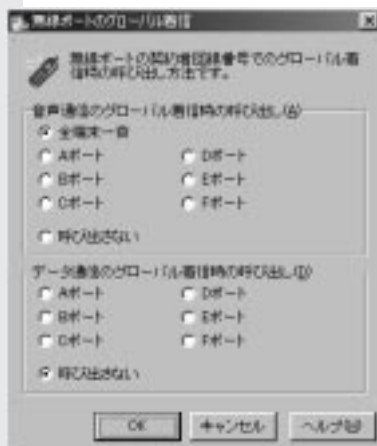 無線ポートのグローバル着信
無線ポートの契約者回線番号でのグローバル着
信時の呼び出し方法です。
音声通信のグローバル着信時の呼び出し(A)
全端末一斉
Aポート
Dポート
Bポート
Eポート
Cポート
Fポート
呼び出さない
データ通信のグローバル着信時の呼び出し(D)
Aポート
Dポート
Bポート
Eポート
Cポート
Fポート
呼び出さない
OK
キャンセル
ヘルプ(H)